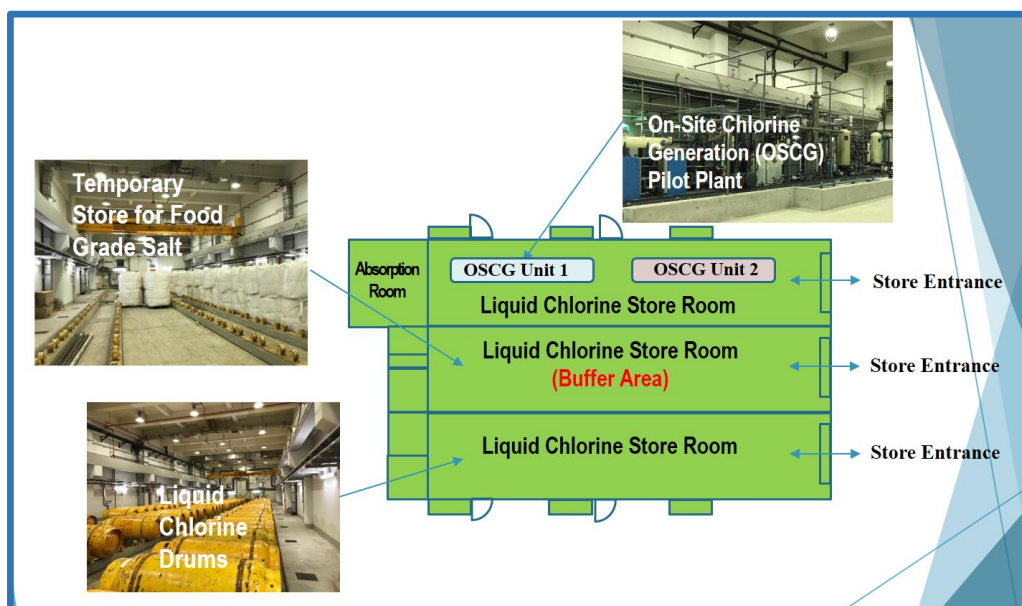 On-Site Chlorine
Generation (OSCG)
Pilot Plant
Temporary
Store for Food
Grade Salt
Absorption
Room
OSCG Unit 1
OSCG Unit 2
Store Entrance
Liquid Chlorine Store Room
Liquid Chlorine Store Room
(Buffer Area)
Store Entrance
Liquid Chlorine Store Room
Store Entrance
Liquid
Chlorine
Drums